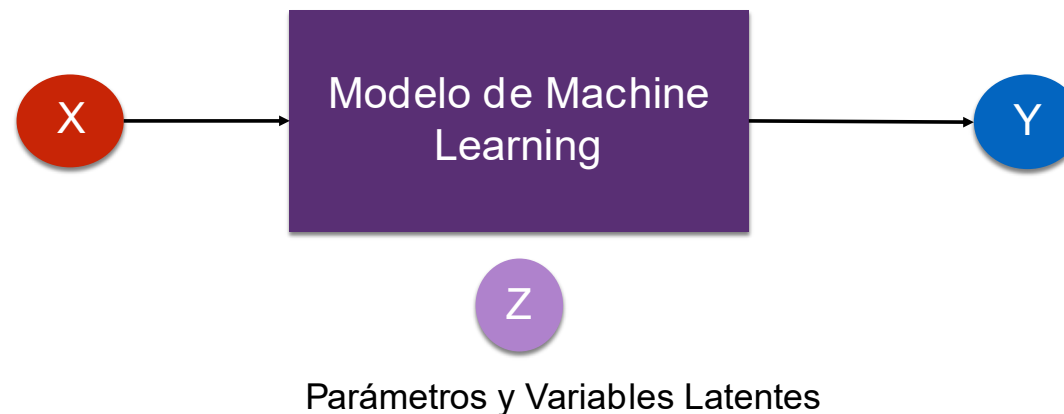 X
Modelo de Machine
Learning
Y
Z
Parámetros y Variables Latentes